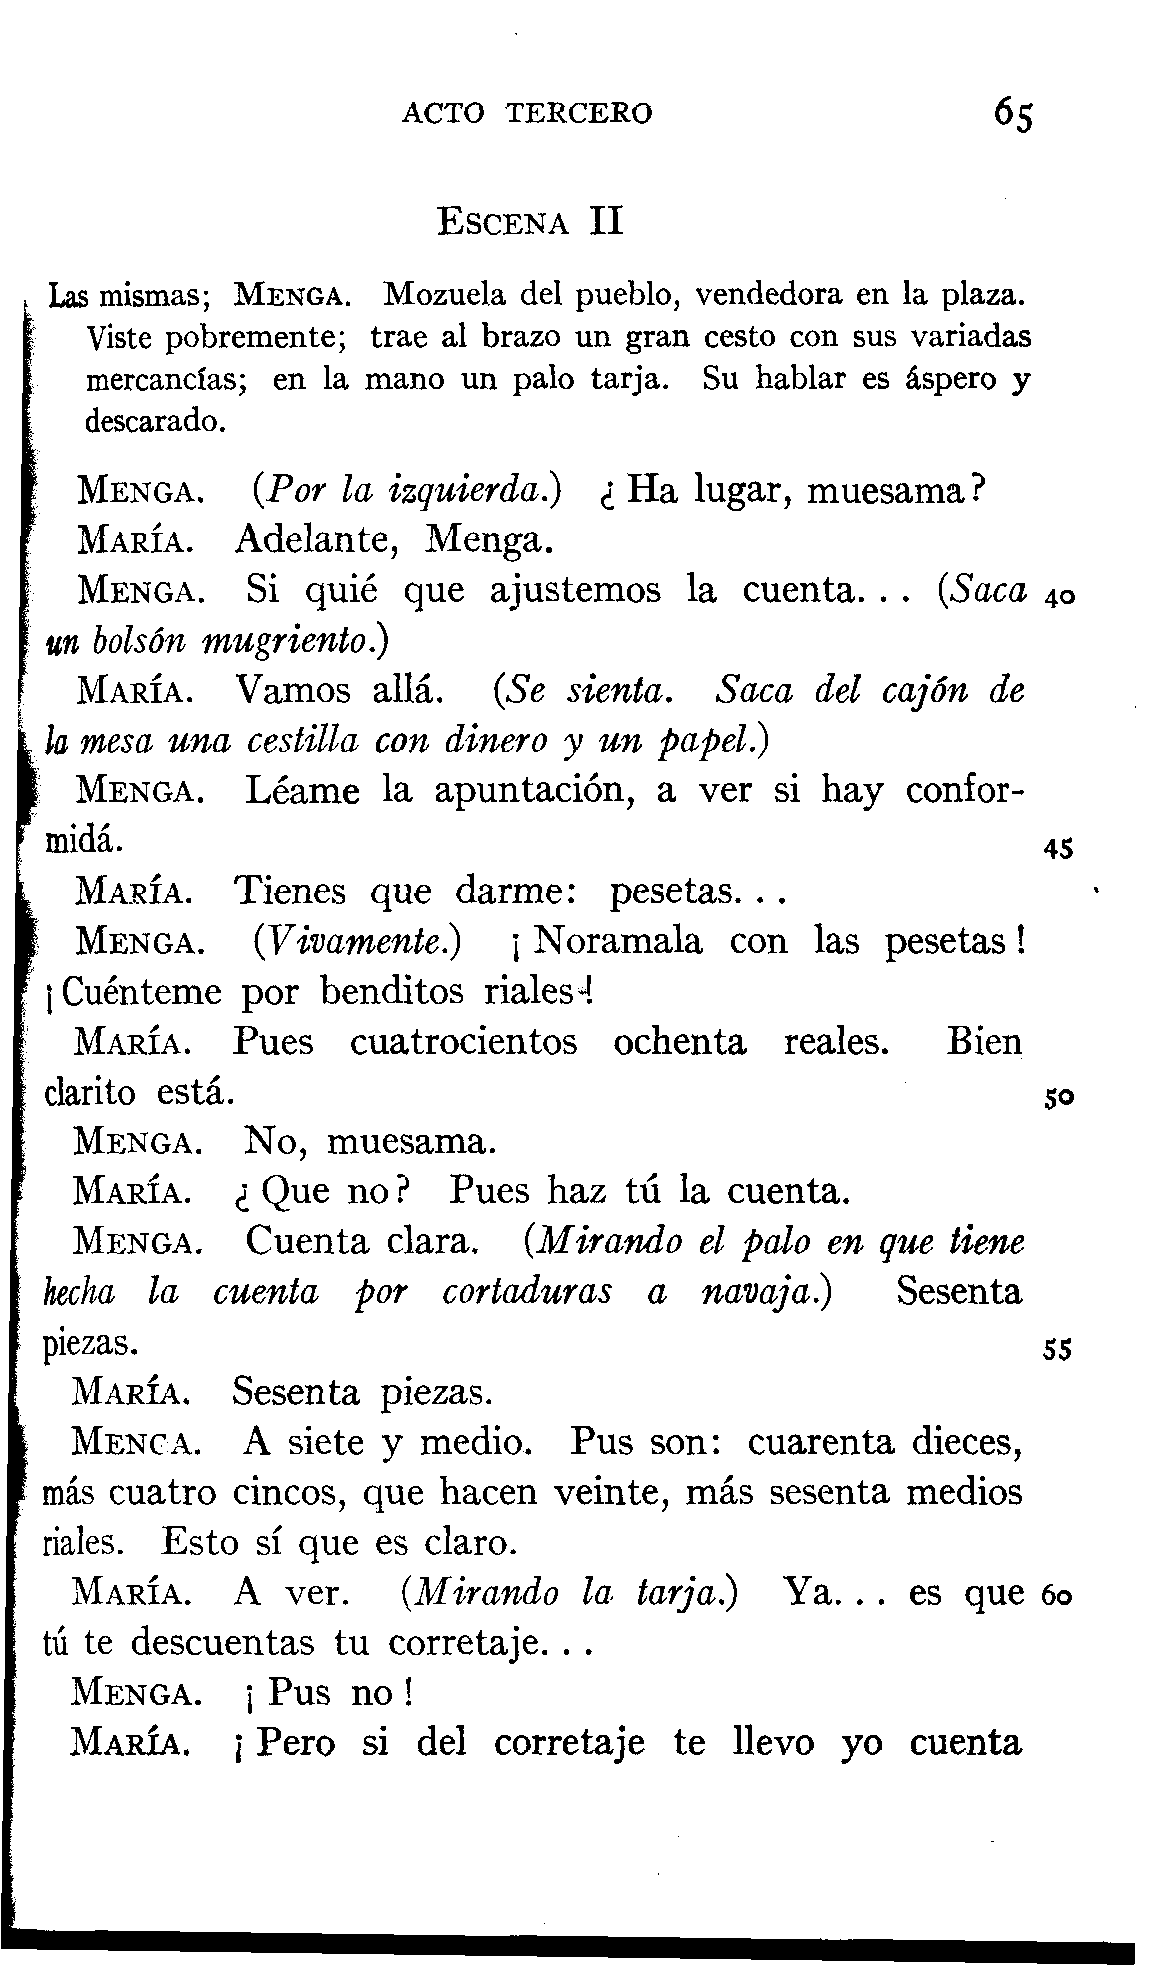 ACTO TERCERO 65
ESCENA II
Las mismas; MENGA. Mozuela del pueblo, vendedora en la plaza.
Viste pobremente; trae al brazo un gran cesto con sus variadas
mercancías; en la mano un palo tarja. Su hablar es áspero y
descarado.
MENGA. (Por la izquierda.) ¿ Ha lugar, muesama?
MARÍA. Adelante, Menga.
MENGA. Si quié que ajustemos la cuenta. . . (Saca 40
un bolsón mugriento.)
MARÍA. Vamos allá. (Se sienta. Saca del cajón de
la mesa una cestilla con dinero y un papel.)
MENGA. Léame la apuntación, a ver si hay confor-
midá. 45
MARÍA. Tienes que darme: pesetas. . .
MENGA. (Vivamente.) ¡ Noramala con las pesetas !
¡ Cuénteme por benditos riales !
MARÍA. Pues cuatrocientos ochenta reales. Bien
clarito está. 50
MENGA. No, muesama.
MARÍA. ¿ Que no? Pues haz tú la cuenta.
MENGA. Cuenta clara. (Mirando el palo en que tiene
hecha la cuenta por cortaduras a navaja.) Sesenta
piezas. 55
MARÍA. Sesenta piezas.
MENCA. A siete y medio. Pus son: cuarenta dieces,
más cuatro cincos, que hacen veinte, más sesenta medios
riales. Esto sí que es claro.
MARÍA. A ver. (Mirando la tarja.) Ya. . . es que 60
tú te descuentas tu corretaje. . .
MENGA. ¡ Pus no !
MARÍA. ¡ Pero si del corretaje te llevo yo cuenta